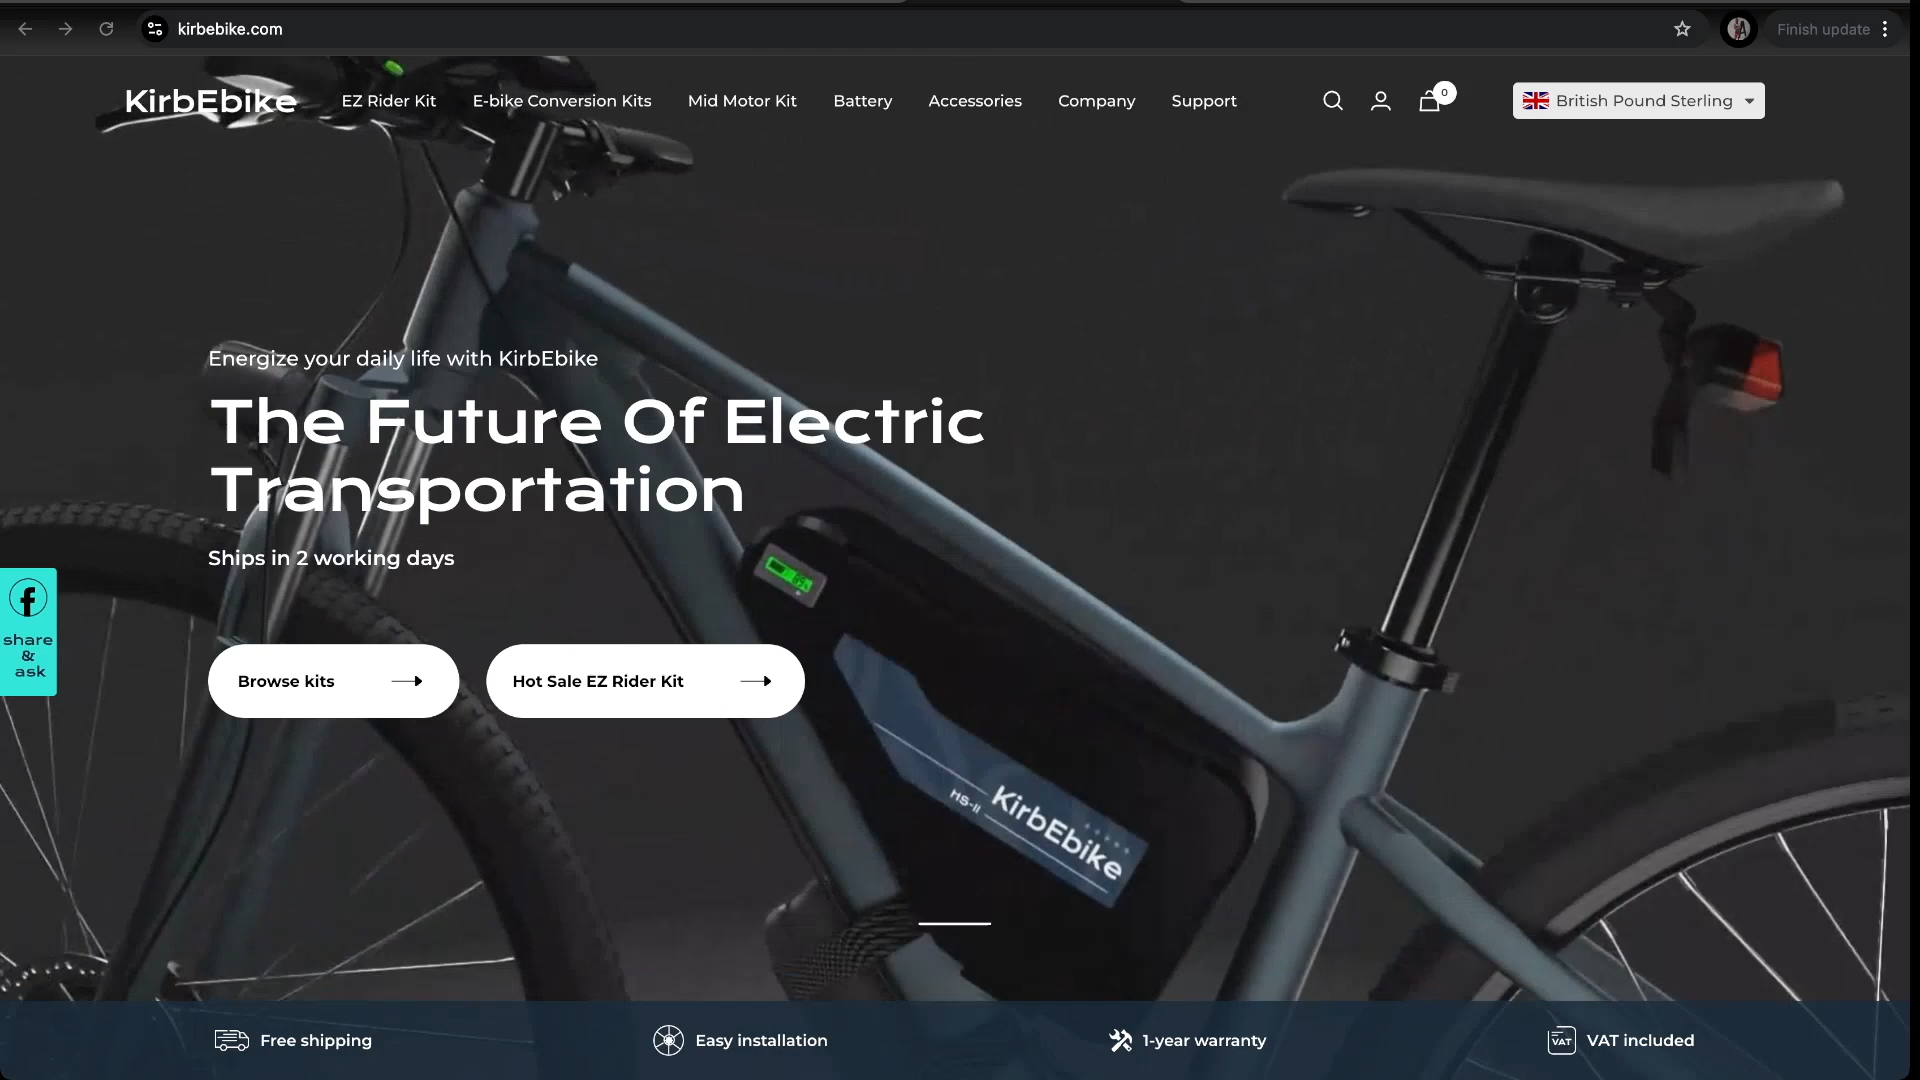 kirbebike.com
Finish update
KirbEbike
EZ Rider Kit
E-bike Conversion Kits
Mid Motor Kit
Battery
Accessories
Company
Support
0
British Pound Sterling
Energize your daily life with KirbEbike
The Future Of Electric
Transportation
Ships in 2 working days
share
&
ask
Browse kits
Hot Sale EZ Rider Kit
HS-II
KirbEbike
Free shipping
Easy installation
1-year warranty
VAT
VAT included